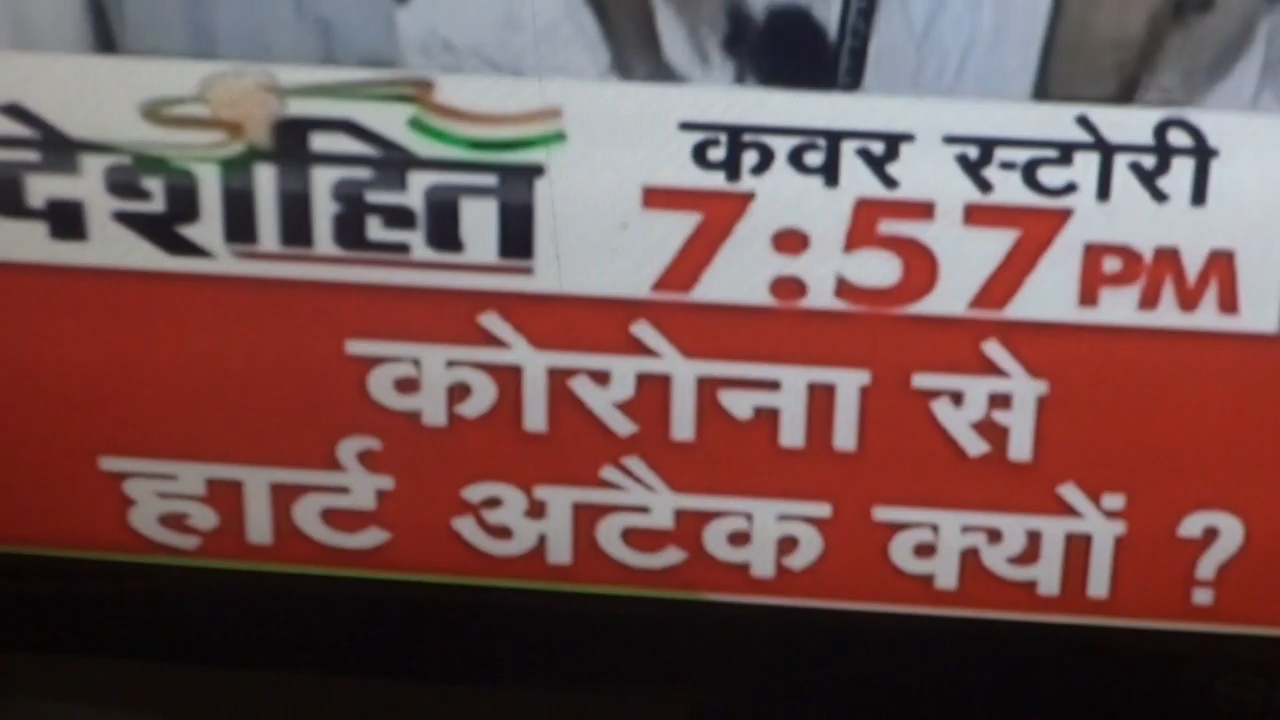 देशहित
कवर स्टोरी
7:57 PM
कोरोना से
हार्ट अटैक क्यों ?